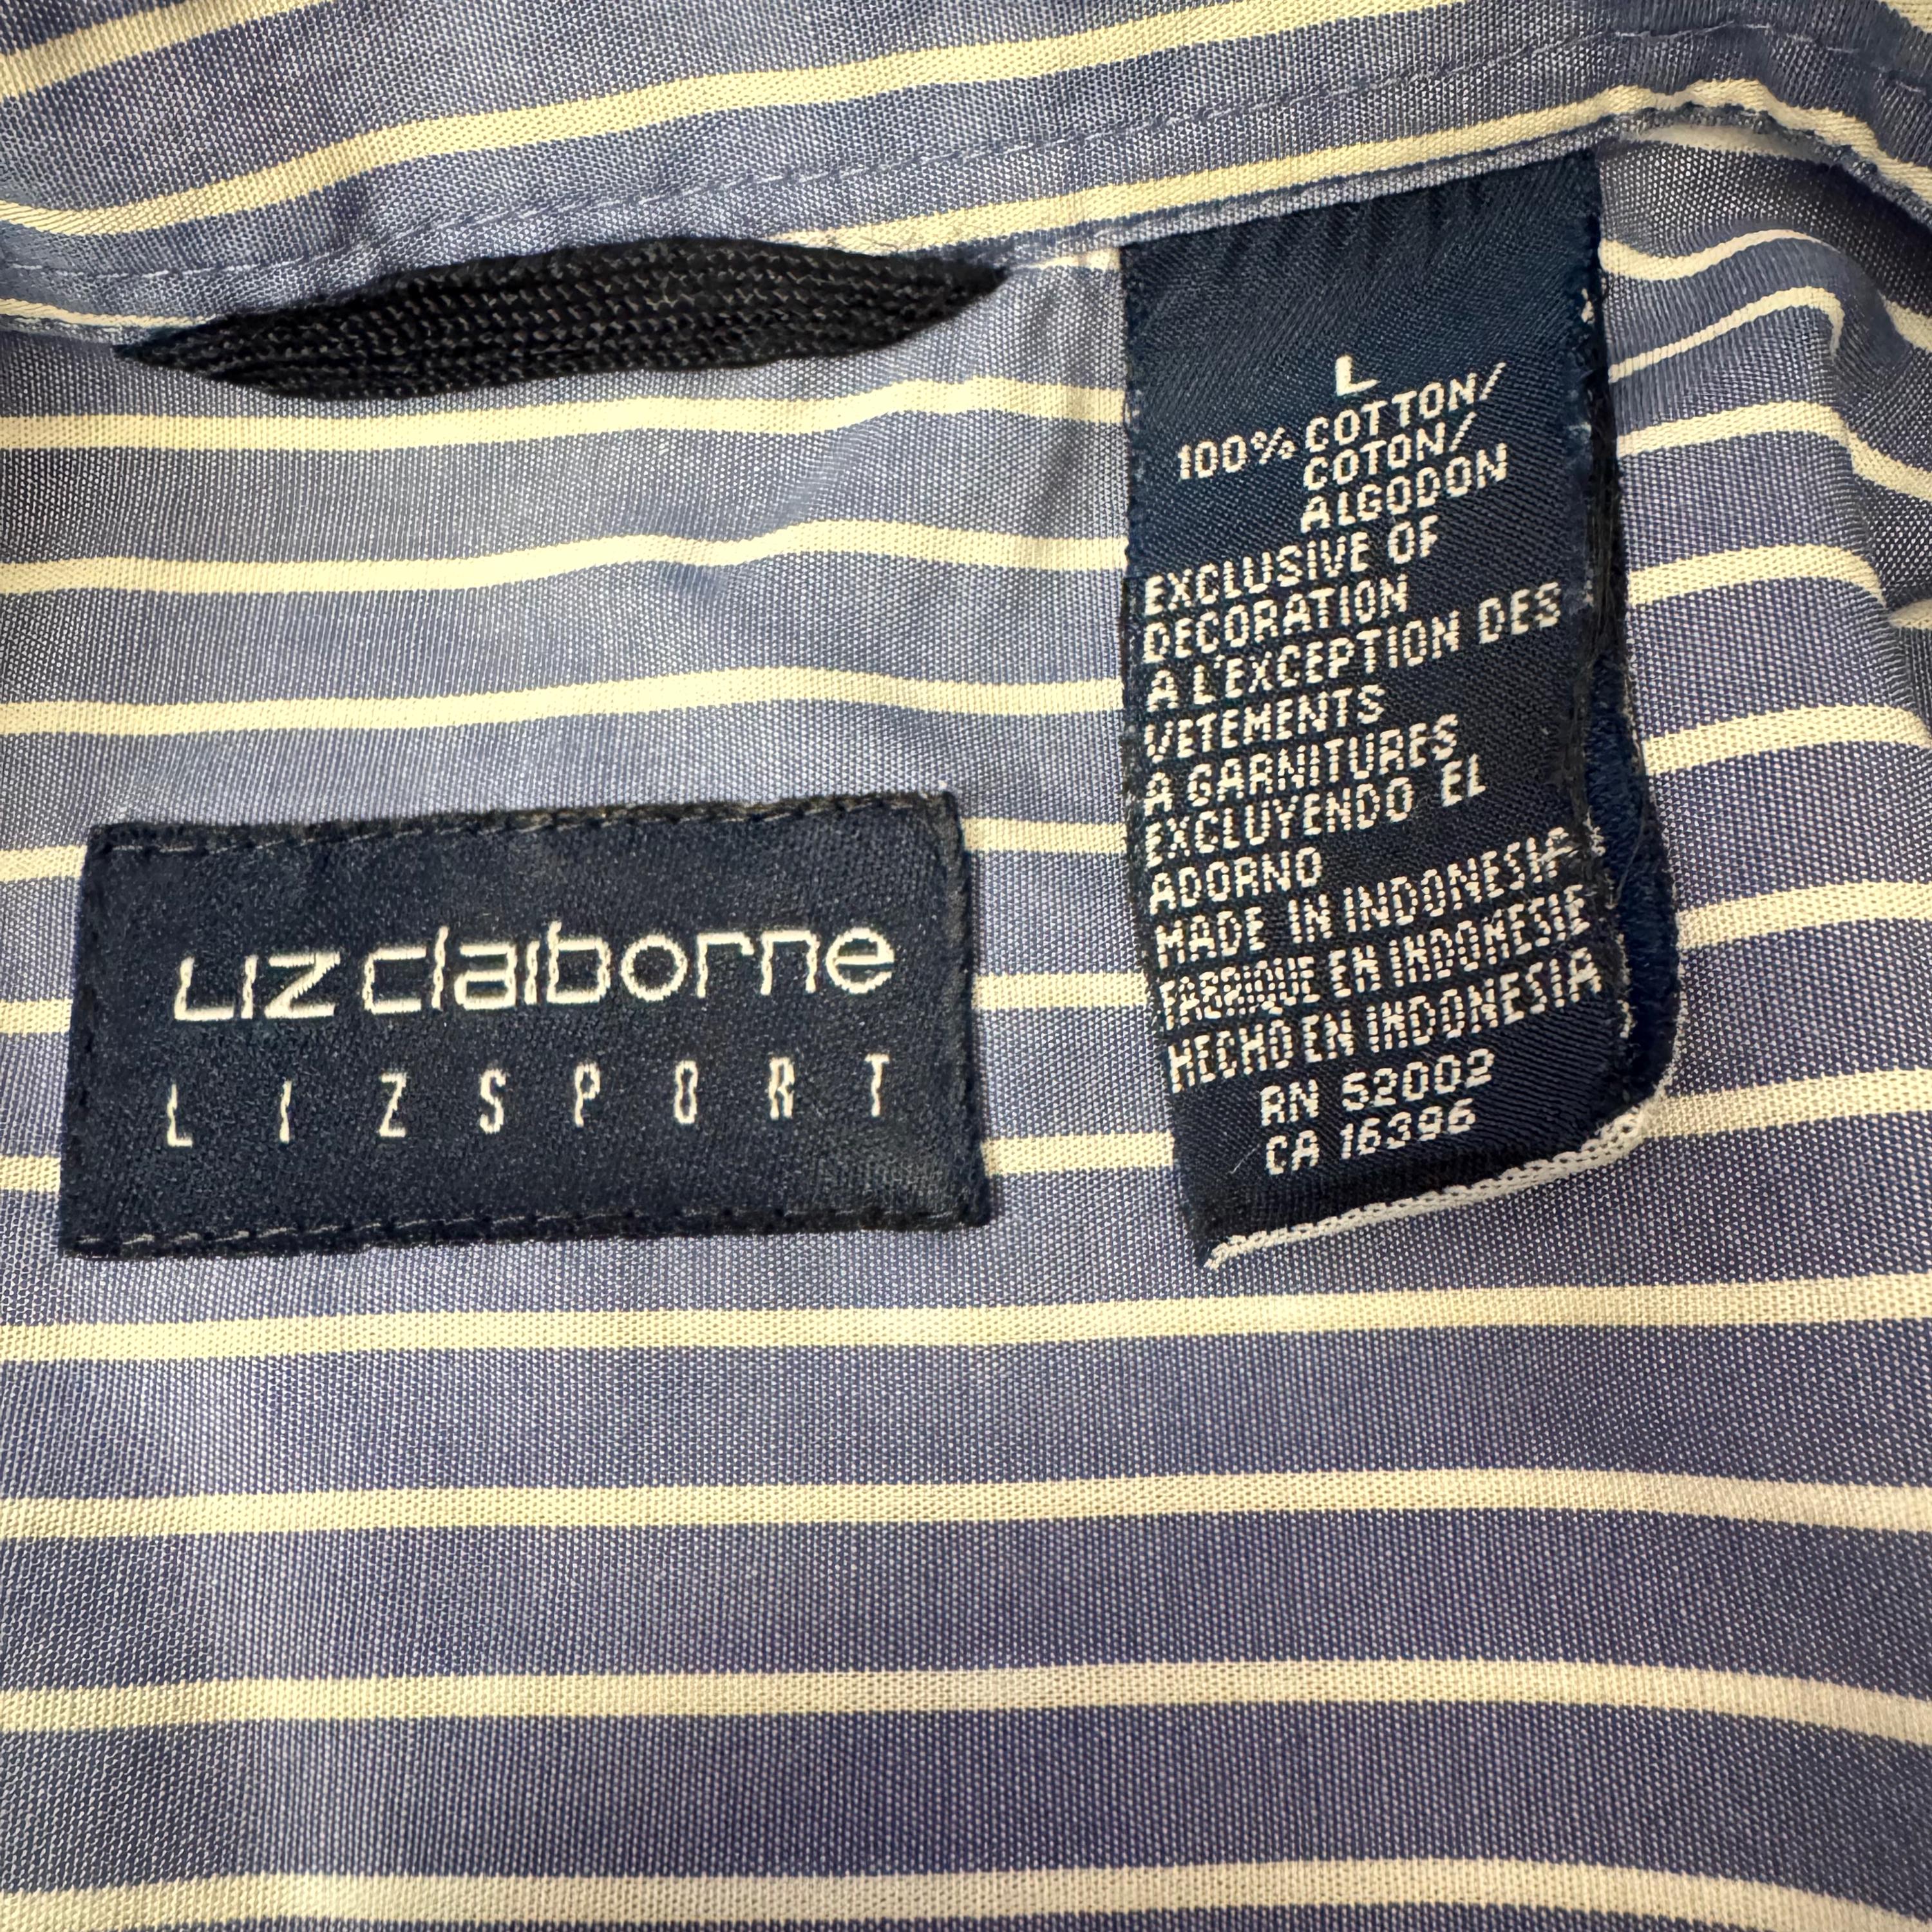 LIZ claiborne
LIZSPORT
L
100% COTTON/
COTON/
ALGODON
EXCLUSIVE OF
DECORATION
A L'EXCEPTION DES
VETEMENTS
A GARNITURES
EXCLUYENDO EL
ADORNO
MADE IN INDONESIA
FABRIQUE EN INDONESIE
HECHO EN INDONESIA
RN 52002
CA 16396